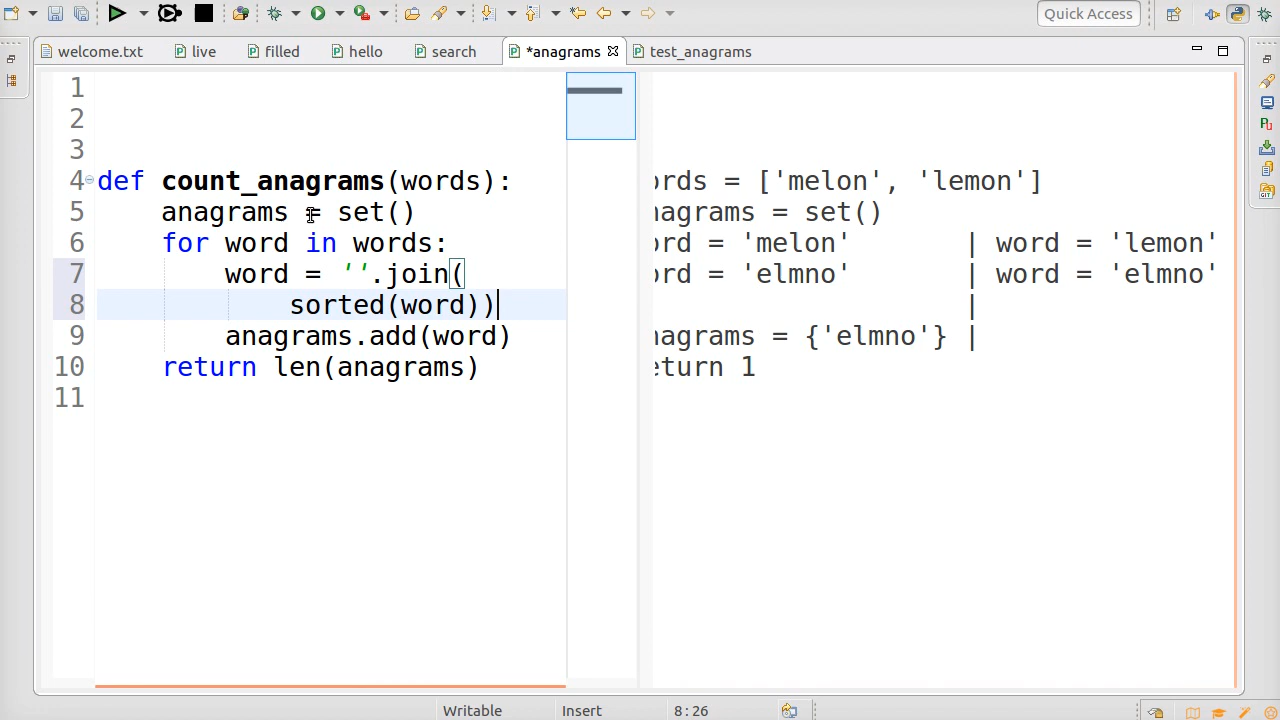 Quick Access
welcome.txt live filled hello search *anagrams test_anagrams
1
2
3
4 def count_anagrams(words): ords = ['melon', 'lemon']
5 anagrams = set() nagrams = set()
6 for word in words: ord = 'melon' | word = 'lemon'
7 word = ''.join( ord = 'elmno' | word = 'elmno'
8 sorted(word)) |
9 anagrams.add(word) nagrams = {'elmno'} |
10 return len(anagrams) eturn 1
11
Writable Insert 8:26